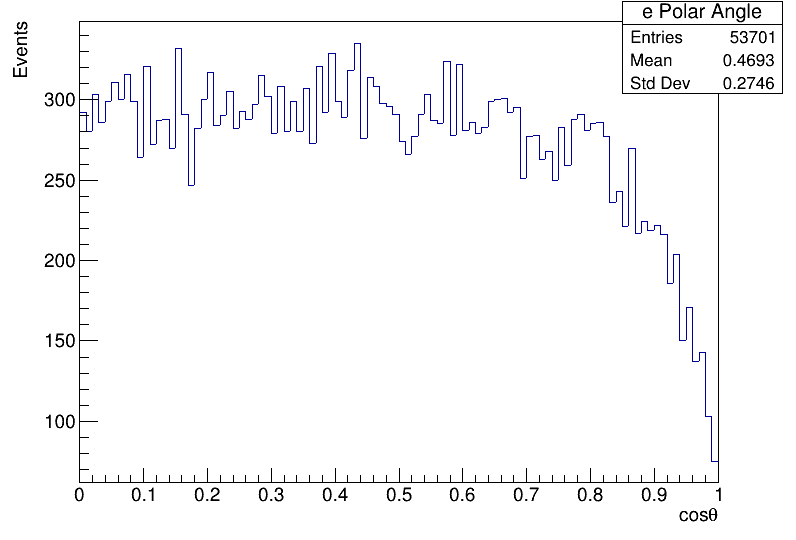 e Polar Angle
Entries 53701
Mean 0.4693
Std Dev 0.2746
Events
300
250
200
150
100
0 0.1 0.2 0.3 0.4 0.5 0.6 0.7 0.8 0.9 1
cosθ